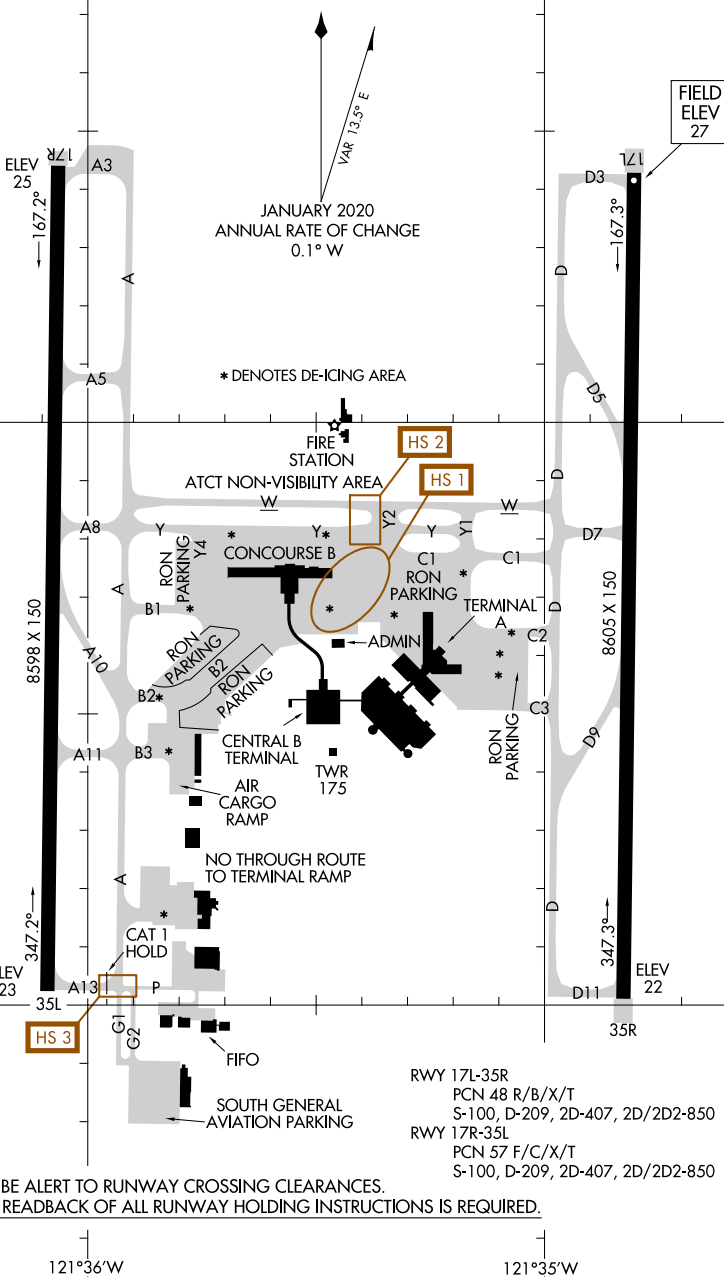 FIELD
ELEV
27
17R
A3
ELEV
25
167.2°
VAR 13.5° E
17L
D3
167.3°
JANUARY 2020
ANNUAL RATE OF CHANGE
0.1° W
A
D
A5
* DENOTES DE-ICING AREA
D5
FIRE
STATION
HS 2
HS 1
ATCT NON-VISIBILITY AREA
D
W
W
A8
Y
Y
Y2
Y
Y1
D7
Y4
RON
PARKING
CONCOURSE B
C1
C1
RON
PARKING
A
B1
TERMINAL
A
D
C2
8598 X 150
8605 X 150
A10
RON
PARKING
B2
RON
PARKING
ADMIN
B2
C3
RON
PARKING
D9
CENTRAL B
TERMINAL
A11
B3
TWR
175
AIR
CARGO
RAMP
NO THROUGH ROUTE
TO TERMINAL RAMP
A
D
347.2°
347.3°
CAT 1
HOLD
ELEV
23
A13
P
35L
ELEV
22
D11
35R
HS 3
G1
G2
FIFO
SOUTH GENERAL
AVIATION PARKING
RWY 17L-35R
PCN 48 R/B/X/T
S-100, D-209, 2D-407, 2D/2D2-850
RWY 17R-35L
PCN 57 F/C/X/T
S-100, D-209, 2D-407, 2D/2D2-850
BE ALERT TO RUNWAY CROSSING CLEARANCES.
READBACK OF ALL RUNWAY HOLDING INSTRUCTIONS IS REQUIRED.
121°36'W
121°35'W